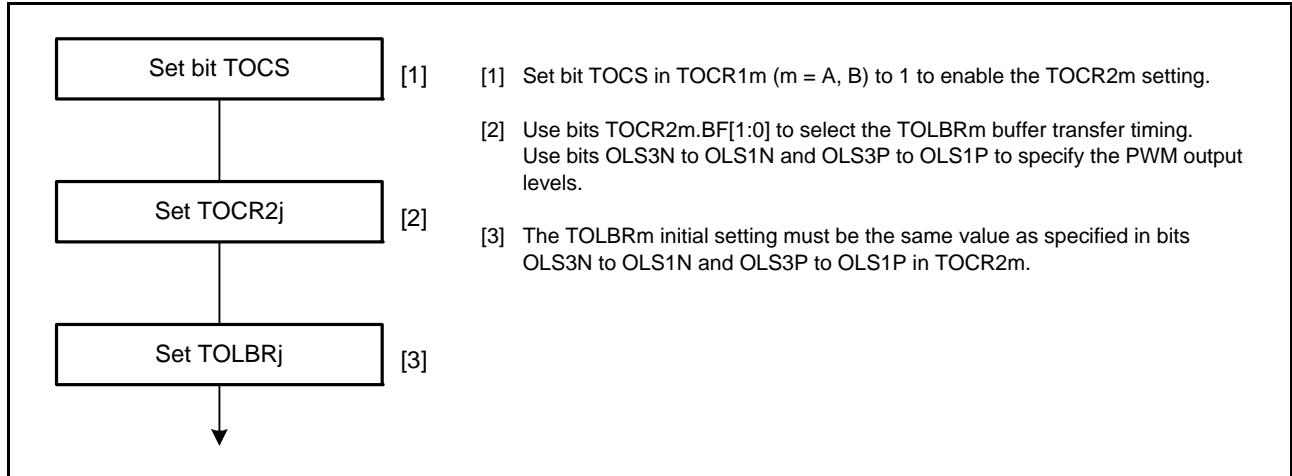 Set bit TOCS [1]
[1] Set bit TOCS in TOCR1m (m = A, B) to 1 to enable the TOCR2m setting.
[2] Use bits TOCR2m.BF[1:0] to select the TOLBRm buffer transfer timing.
Use bits OLS3N to OLS1N and OLS3P to OLS1P to specify the PWM output
levels.
Set TOCR2j [2]
[3] The TOLBRm initial setting must be the same value as specified in bits
OLS3N to OLS1N and OLS3P to OLS1P in TOCR2m.
Set TOLBRj [3]